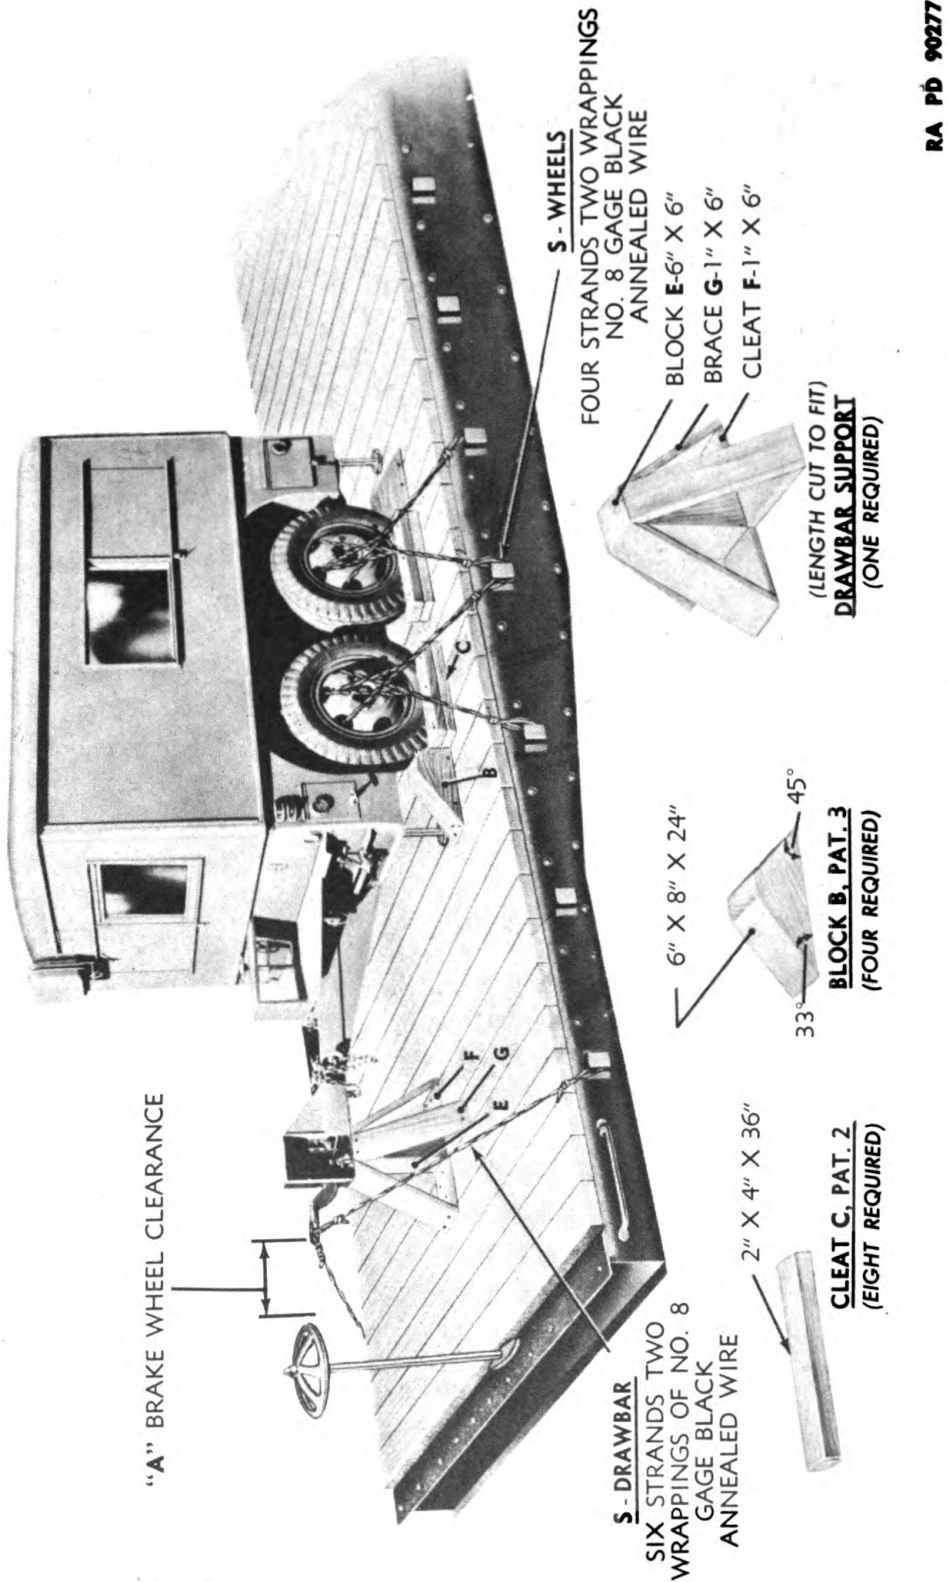 "A" BRAKE WHEEL CLEARANCE
S - WHEELS
FOUR STRANDS TWO WRAPPINGS
NO. 8 GAGE BLACK
ANNEALED WIRE
F
G
E
B
C
S - DRAWBAR
SIX STRANDS TWO
WRAPPINGS OF NO. 8
GAGE BLACK
ANNEALED WIRE
2" X 4" X 36"
CLEAT C, PAT. 2
(EIGHT REQUIRED)
6" X 8" X 24"
33°
45°
BLOCK B, PAT. 3
(FOUR REQUIRED)
BLOCK E-6" X 6"
BRACE G-1" X 6"
CLEAT F-1" X 6"
(LENGTH CUT TO FIT)
DRAWBAR SUPPORT
(ONE REQUIRED)
RA PD 90277